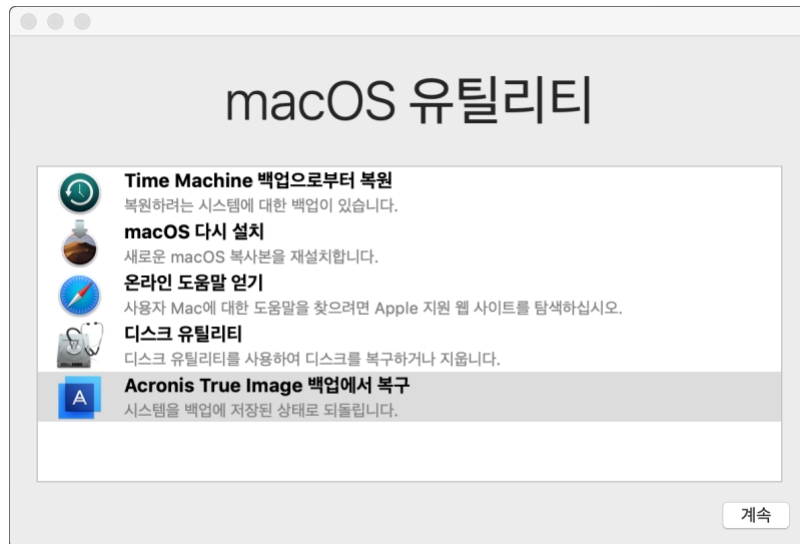 macOS 유틸리티
Time Machine 백업으로부터 복원
복원하려는 시스템에 대한 백업이 있습니다.
macOS 다시 설치
새로운 macOS 복사본을 재설치합니다.
온라인 도움말 얻기
사용자 Mac에 대한 도움말을 찾으려면 Apple 지원 웹 사이트를 탐색하십시오.
디스크 유틸리티
디스크 유틸리티를 사용하여 디스크를 복구하거나 지웁니다.
Acronis True Image 백업에서 복구
시스템을 백업에 저장된 상태로 되돌립니다.
계속